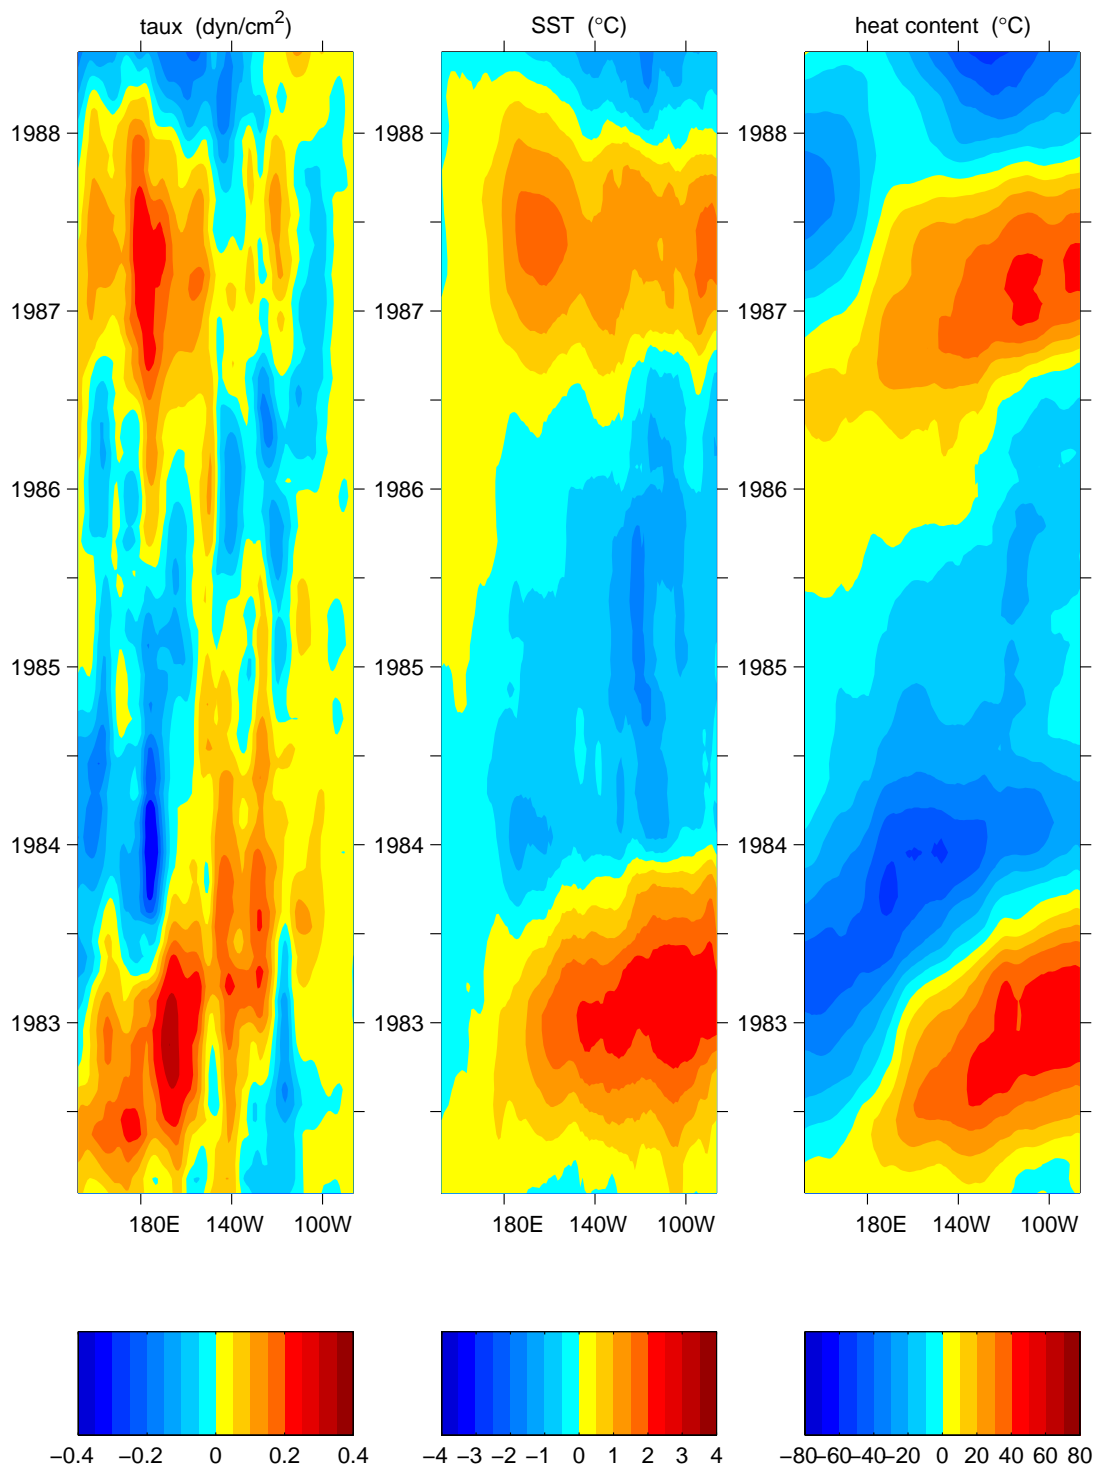 taux (dyn/cm2)
SST (°C)
heat content (°C)
1988 1988 1988
1987 1987 1987
1986 1986 1986
1985 1985 1985
1984 1984 1984
1983 1983 1983
180E 140W 100W 180E 140W 100W 180E 140W 100W
−0.4 −0.2 0 0.2 0.4 −4 −3 −2 −1 0 1 2 3 4 −80 −60 −40 −20 0 20 40 60 80